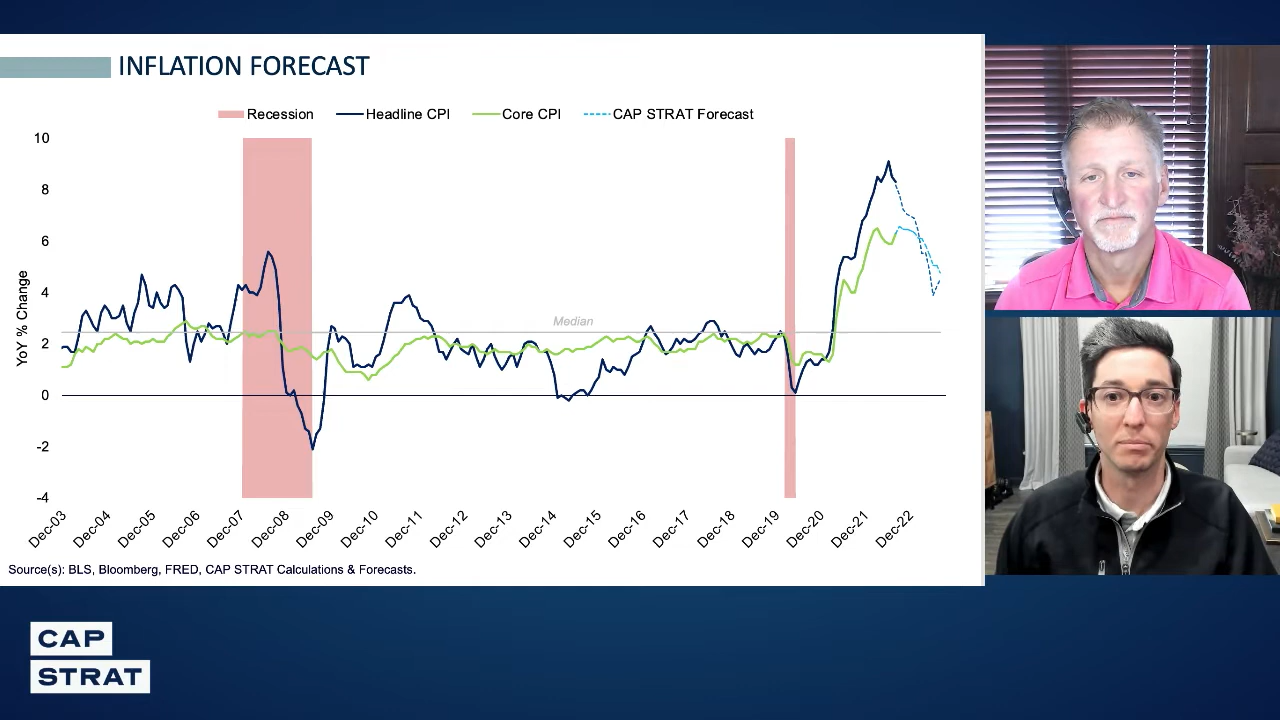 INFLATION FORECAST
Recession
Headline CPI
Core CPI
CAP STRAT Forecast
YoY % Change
10
8
6
4
2
0
-2
-4
Median
Dec-03
Dec-04
Dec-05
Dec-06
Dec-07
Dec-08
Dec-09
Dec-10
Dec-11
Dec-12
Dec-13
Dec-14
Dec-15
Dec-16
Dec-17
Dec-18
Dec-19
Dec-20
Dec-21
Dec-22
Source(s): BLS, Bloomberg, FRED, CAP STRAT Calculations & Forecasts.
CAP
STRAT